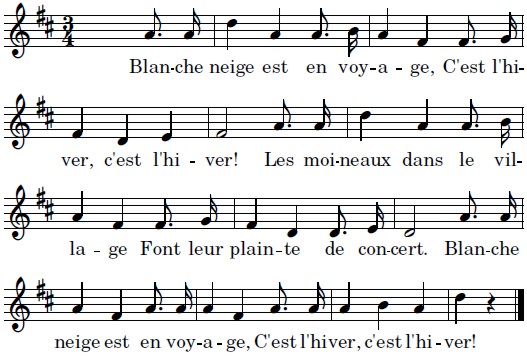 3
4
Blan-che neige est en voy-a-ge, C'est l'hi-
ver, c'est l'hi-ver! Les moi-neaux dans le vil-
la-ge Font leur plain-te de con-cert. Blan-che
neige est en voy-a-ge, C'est l'hiver, c'est l'hi-ver!